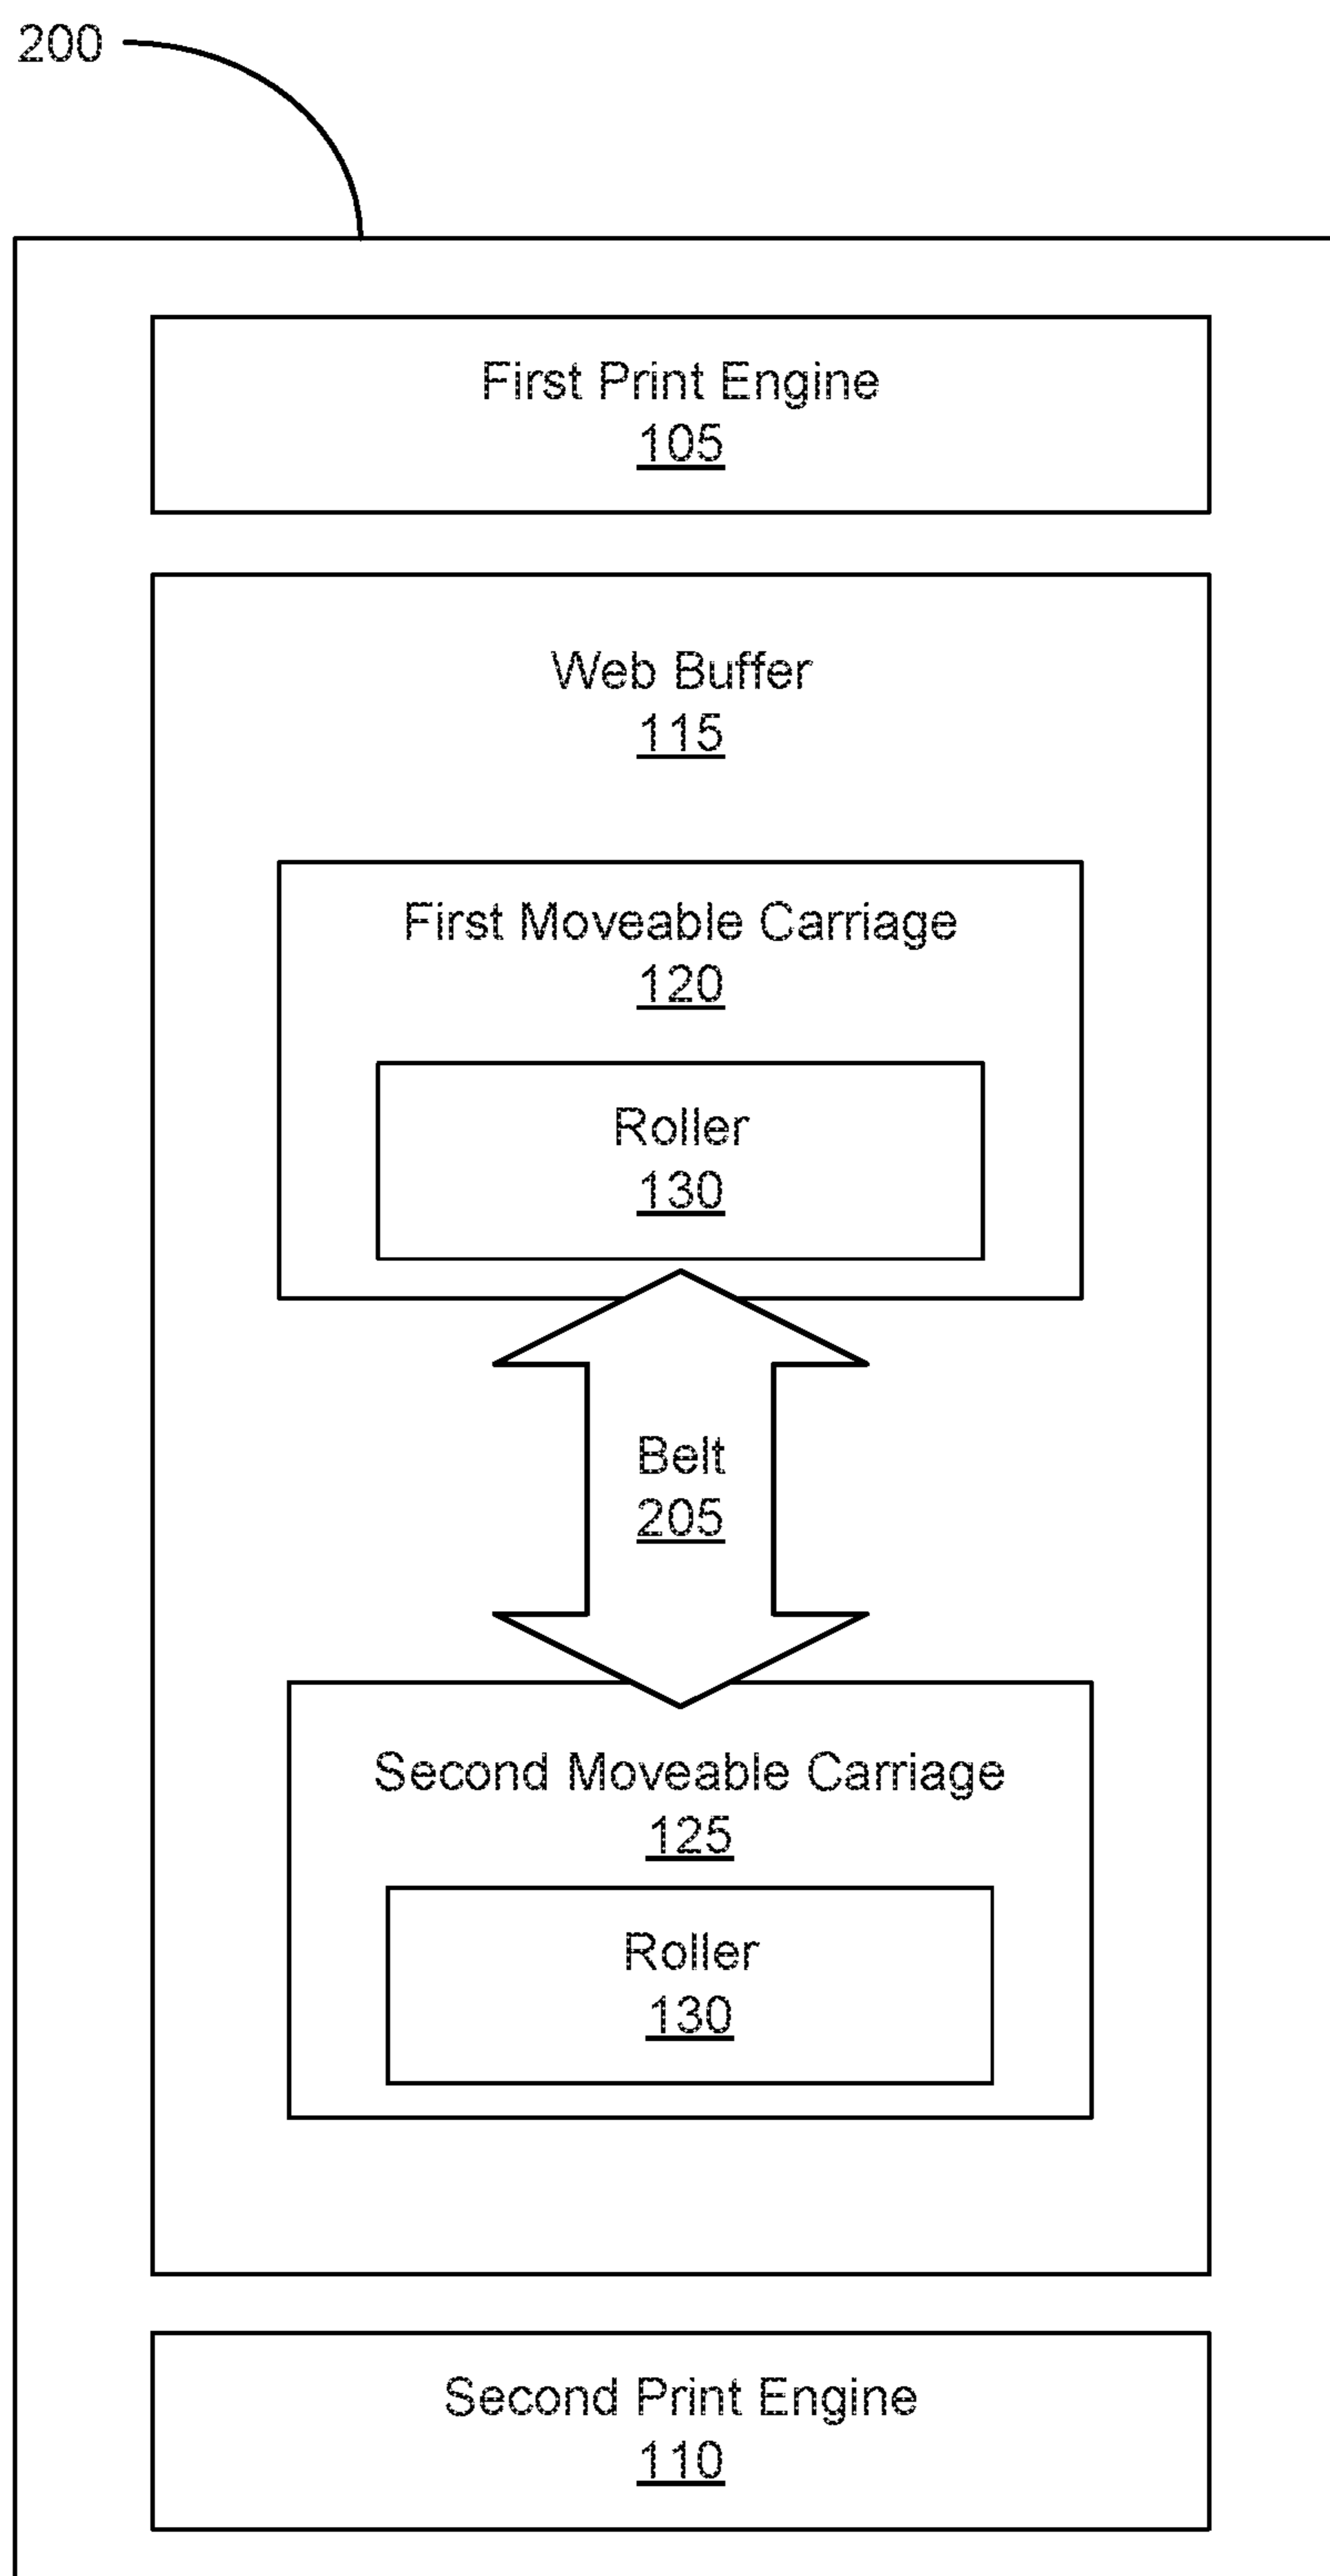 200
First Print Engine
105
Web Buffer
115
First Moveable Carriage
120
Roller
130
Belt
205
Second Moveable Carriage
125
Roller
130
Second Print Engine
110